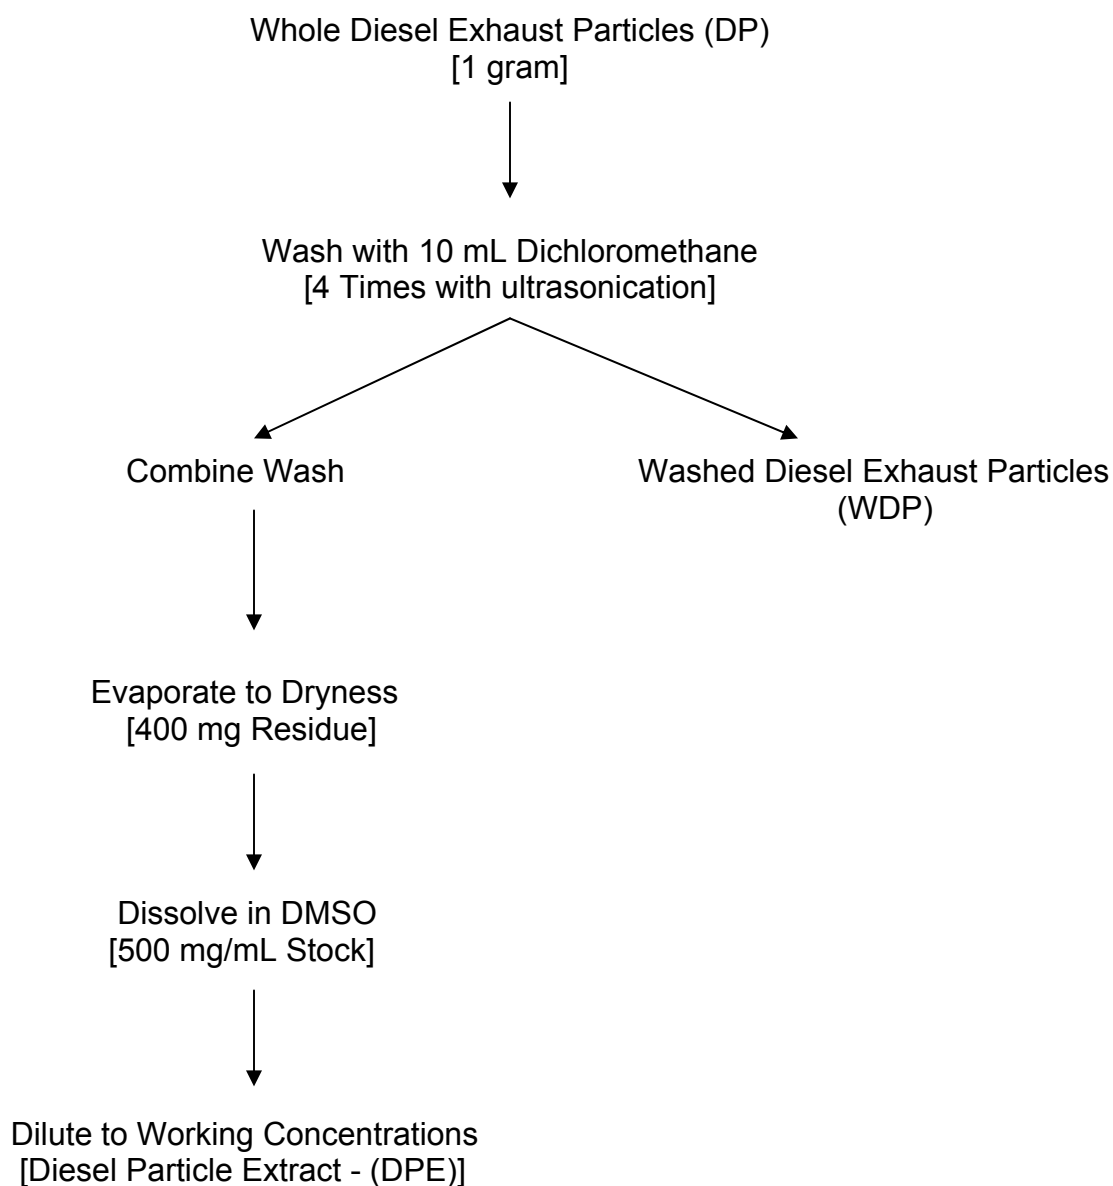 Whole Diesel Exhaust Particles (DP)
[1 gram]
Wash with 10 mL Dichloromethane
[4 Times with ultrasonication]
Combine Wash
Washed Diesel Exhaust Particles
(WDP)
Evaporate to Dryness
[400 mg Residue]
Dissolve in DMSO
[500 mg/mL Stock]
Dilute to Working Concentrations
[Diesel Particle Extract - (DPE)]